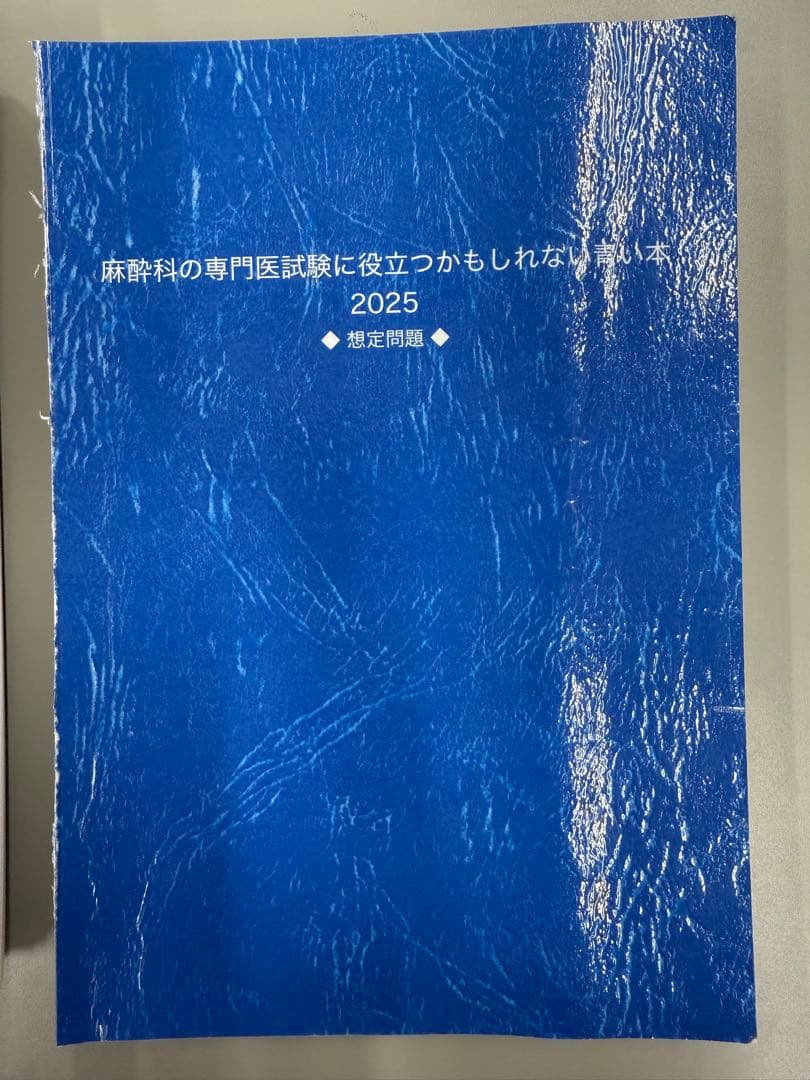 麻酔科の専門医試験に役立つかもしれない青い本
2025
◆ 想定問題 ◆